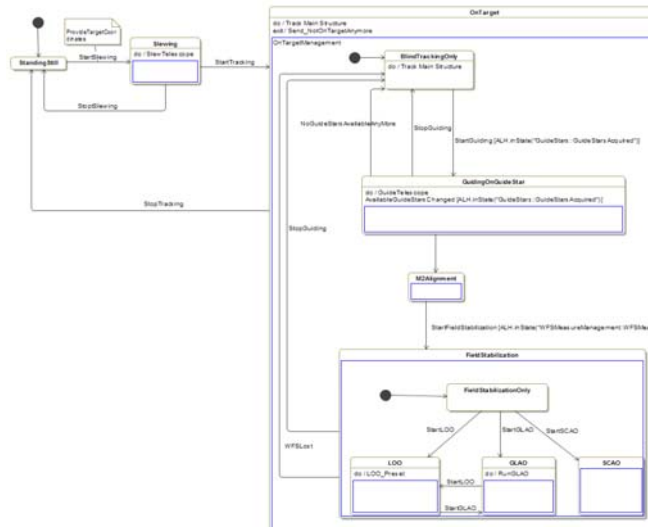 OnTarget
do / Track Main Structure
exit / Send_NotOnTargetAnymore
OnTargetManagement
ProvideTargetCoor
dinates
StandingStill
StartSlewing
Slewing
do / SlewTelescope
StartTracking
StopSlewing
StopTracking
BlindTrackingOnly
do / Track Main Structure
NoGuideStarsAvailableAnyMore
StopGuiding
StartGuiding [ALH.inState("GuideStars::GuideStarsAcquired")]
GuidingOnGuideStar
do / GuideTelescope
AvailableGuideStarsChanged [ALH.inState("GuideStars::GuideStarsAcquired")]
StopGuiding
M2Alignment
StartFieldStabilization [ALH.inState("WFSMeasureManagement::WFSMea
FieldStabilization
FieldStabilizationOnly
StartLOO
StartGLAO
StartSCAO
WFSLost
LOO
do / LOO_Preset
GLAO
do / RunGLAO
SCAO
StartLOO
StartGLAO